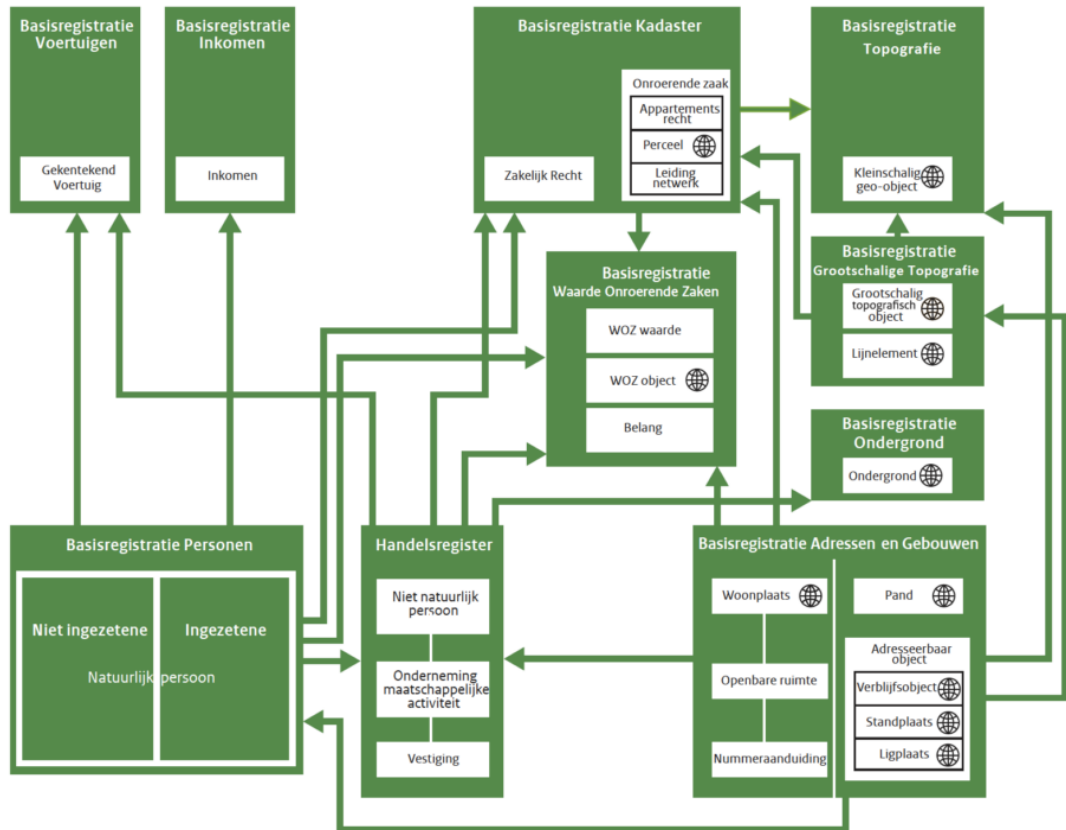 Basisregistratie
Voertuigen
Gekentekend
Voertuig
Basisregistratie
Inkomen
Inkomen
Basisregistratie Kadaster
Zakelijk Recht
Onroerende zaak
Appartements
recht
Perceel
Leiding
netwerk
Basisregistratie
Topografie
Kleinschalig
geo-object
Basisregistratie
Waarde Onroerende Zaken
WOZ waarde
WOZ object
Belang
Basisregistratie
Grootschalige Topografie
Grootschalig
topografisch
object
Lijnelement
Basisregistratie
Ondergrond
Ondergrond
Basisregistratie Personen
Niet ingezetene
Ingezetene
Natuurlijk persoon
Handelsregister
Niet natuurlijk
persoon
Onderneming
maatschappelijke
activiteit
Vestiging
Basisregistratie Adressen en Gebouwen
Woonplaats
Openbare ruimte
Nummeraanduiding
Pand
Adresseerbaar
object
Verblijfsobject
Standplaats
Ligplaats